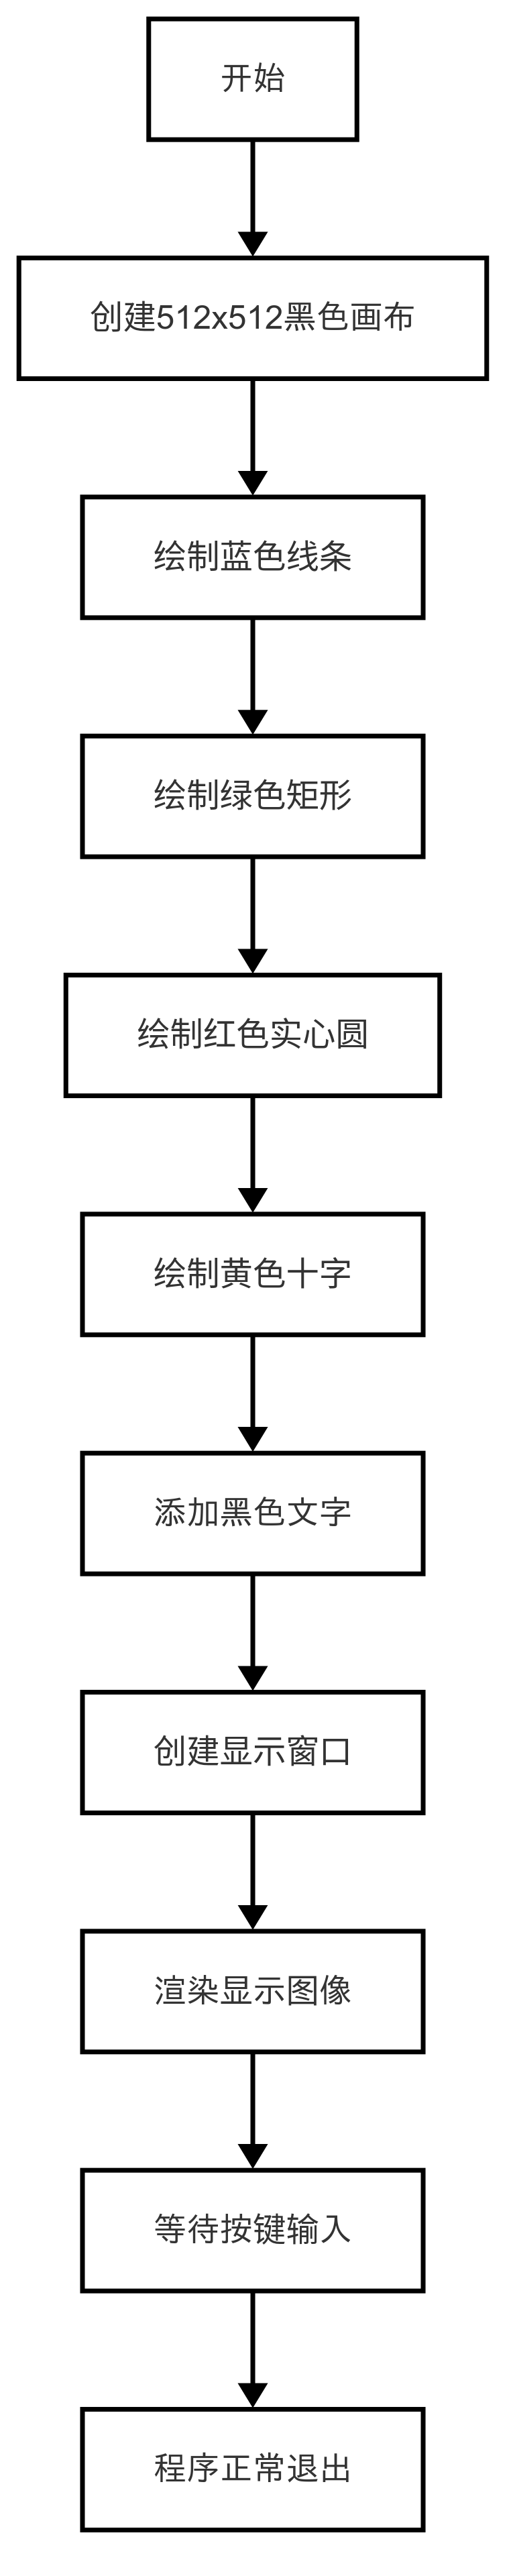 开始
创建512x512黑色画布
绘制蓝色线条
绘制绿色矩形
绘制红色实心圆
绘制黄色十字
添加黑色文字
创建显示窗口
渲染显示图像
等待按键输入
程序正常退出